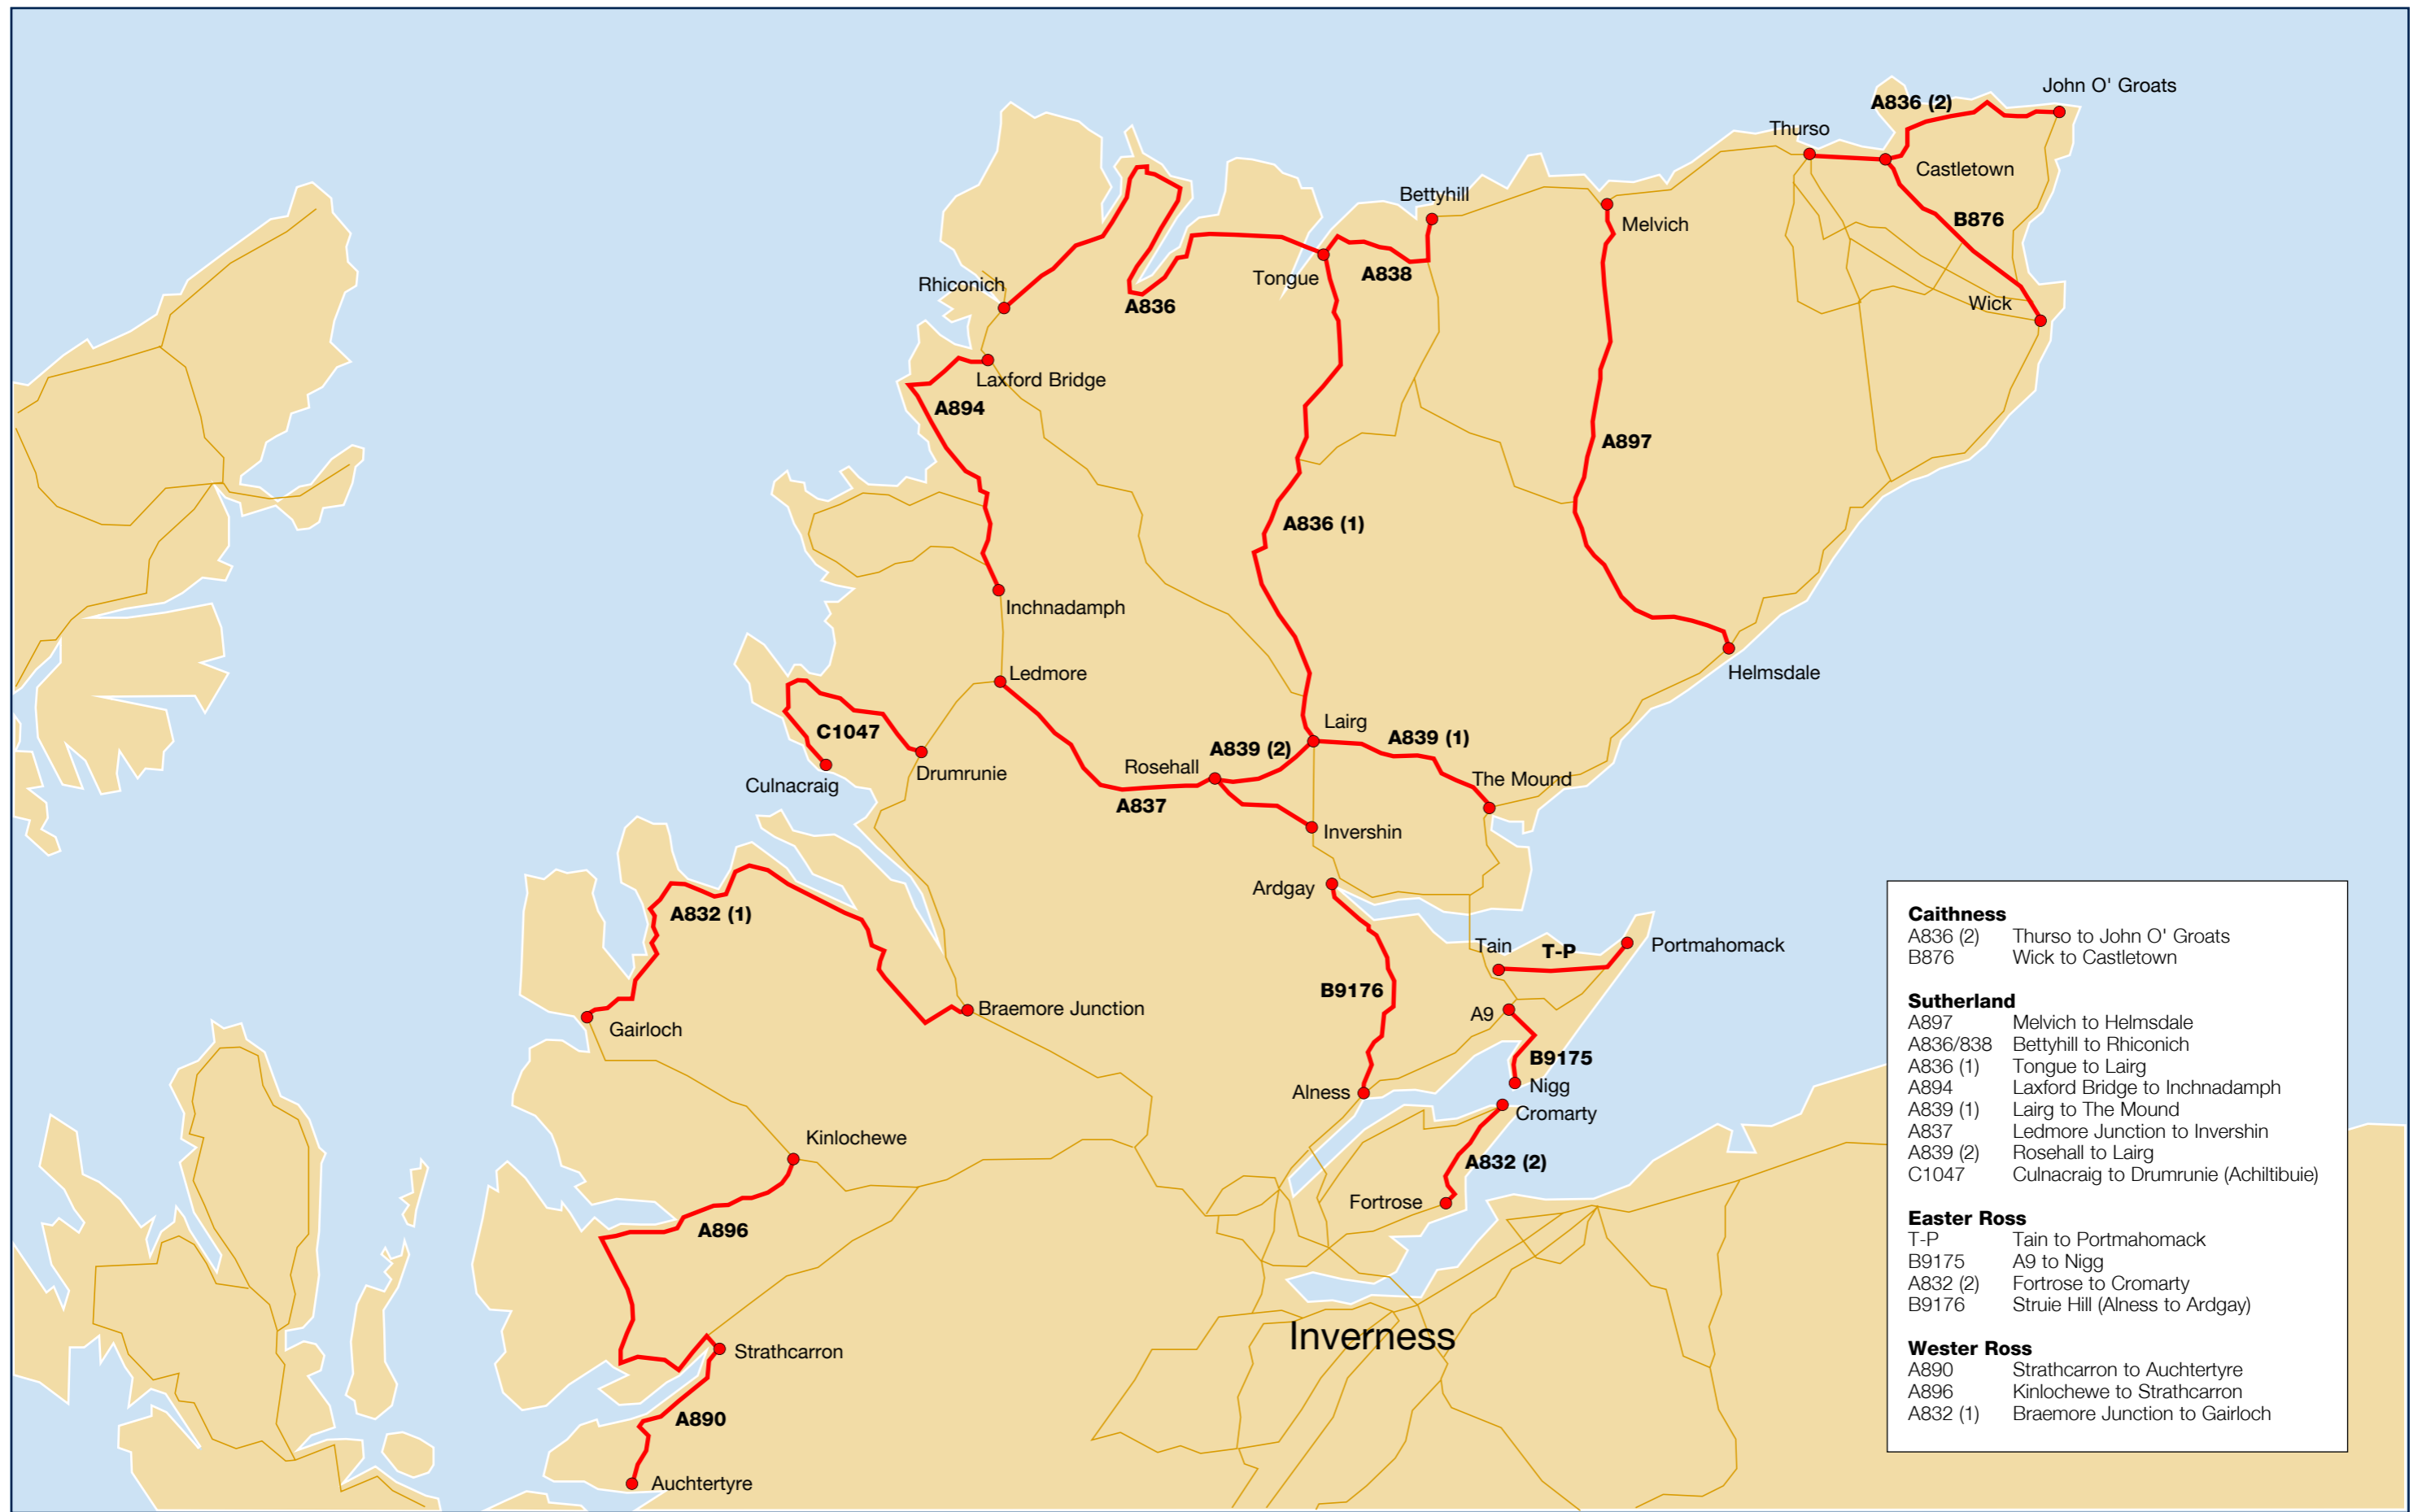 John O' Groats
A836 (2)
Thurso
Castletown
Bettyhill
B876
Melvich
Tongue
A838
Rhiconich
A836
Wick
Laxford Bridge
A894
A897
A836 (1)
Inchnadamph
Ledmore
Helmsdale
Lairg
C1047
A839 (1)
A839 (2)
Rosehall
Drumrunie
The Mound
Culnacraig
A837
Invershin
Ardgay
A832 (1)
Tain
T-P
Portmahomack
B9176
Braemore Junction
A9
Gairloch
B9175
Nigg
Alness
Cromarty
Kinlochewe
A832 (2)
Fortrose
A896
Inverness
Strathcarron
A890
Auchtertyre
Caithness
A836 (2) Thurso to John O' Groats
B876 Wick to Castletown
Sutherland
A897 Melvich to Helmsdale
A836/838 Bettyhill to Rhiconich
A836 (1) Tongue to Lairg
A894 Laxford Bridge to Inchnadamph
A839 (1) Lairg to The Mound
A837 Ledmore Junction to Invershin
A839 (2) Rosehall to Lairg
C1047 Culnacraig to Drumrunie (Achiltibuie)
Easter Ross
T-P Tain to Portmahomack
B9175 A9 to Nigg
A832 (2) Fortrose to Cromarty
B9176 Struie Hill (Alness to Ardgay)
Wester Ross
A890 Strathcarron to Auchtertyre
A896 Kinlochewe to Strathcarron
A832 (1) Braemore Junction to Gairloch